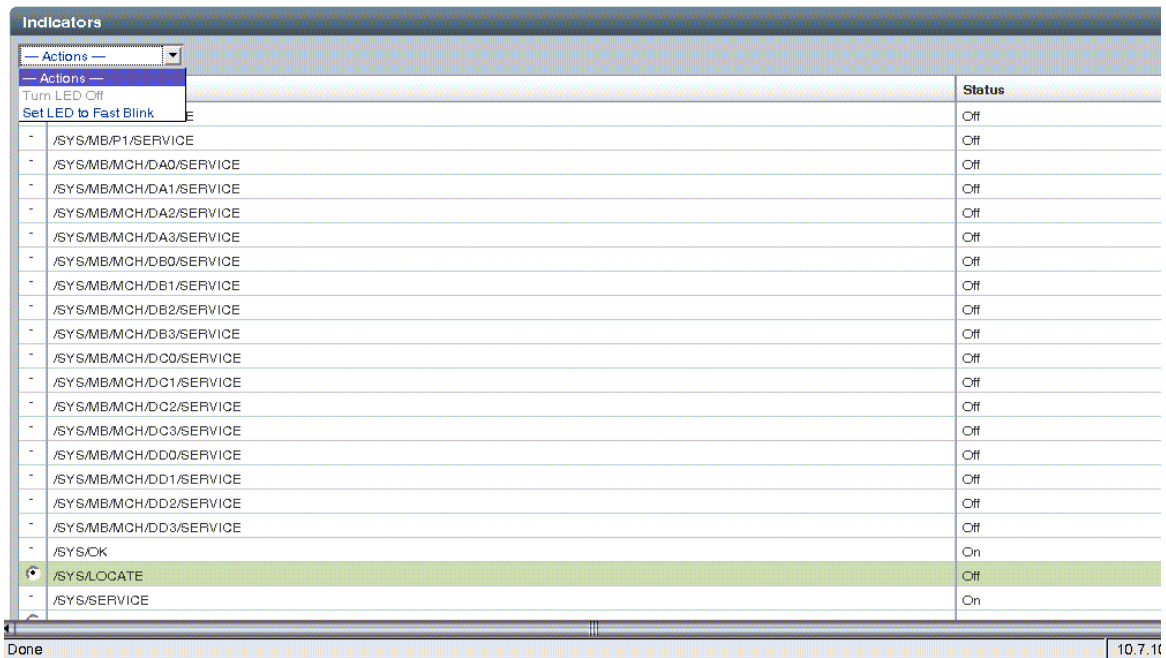 Indicators
— Actions —
— Actions —
Turn LED Off
Set LED to Fast Blink
Status
E Off
- /SYS/MB/P1/SERVICE Off
- /SYS/MB/MCH/DA0/SERVICE Off
- /SYS/MB/MCH/DA1/SERVICE Off
- /SYS/MB/MCH/DA2/SERVICE Off
- /SYS/MB/MCH/DA3/SERVICE Off
- /SYS/MB/MCH/DB0/SERVICE Off
- /SYS/MB/MCH/DB1/SERVICE Off
- /SYS/MB/MCH/DB2/SERVICE Off
- /SYS/MB/MCH/DB3/SERVICE Off
- /SYS/MB/MCH/DC0/SERVICE Off
- /SYS/MB/MCH/DC1/SERVICE Off
- /SYS/MB/MCH/DC2/SERVICE Off
- /SYS/MB/MCH/DC3/SERVICE Off
- /SYS/MB/MCH/DD0/SERVICE Off
- /SYS/MB/MCH/DD1/SERVICE Off
- /SYS/MB/MCH/DD2/SERVICE Off
- /SYS/MB/MCH/DD3/SERVICE Off
- /SYS/OK On
/SYS/LOCATE Off
- /SYS/SERVICE On
Done 10.7.10